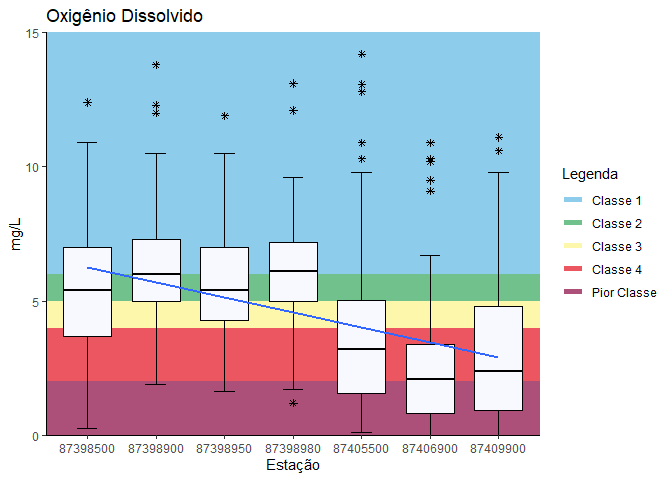 Oxigênio Dissolvido
15
10
5
0
mg/L
87398500 87398900 87398950 87398980 87405500 87406900 87409900
Estação
Legenda
Classe 1
Classe 2
Classe 3
Classe 4
Pior Classe